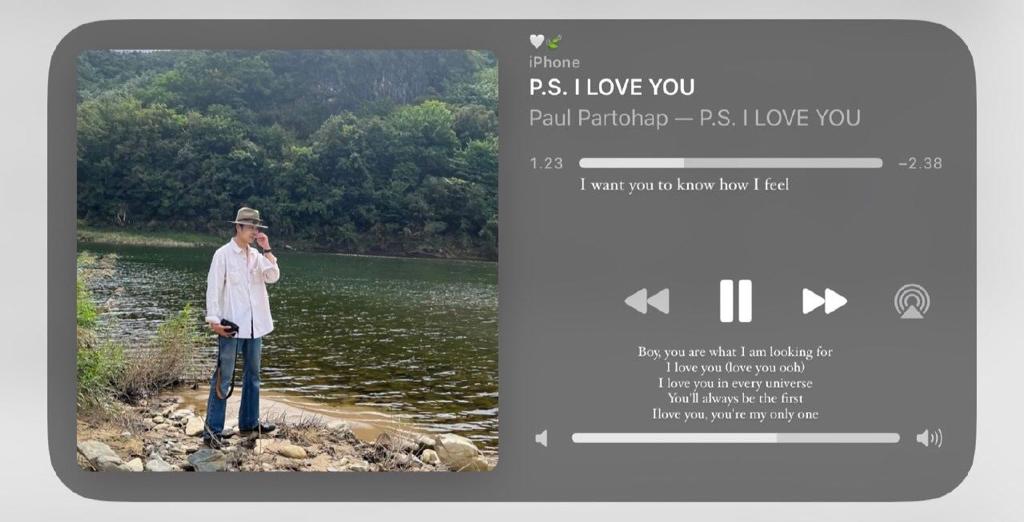 🤍🍃
iPhone
P.S. I LOVE YOU
Paul Partohap — P.S. I LOVE YOU
1.23 −2.38
I want you to know how I feel
Boy, you are what I am looking for
I love you (love you ooh)
I love you in every universe
You'll always be the first
Ilove you, you're my only one